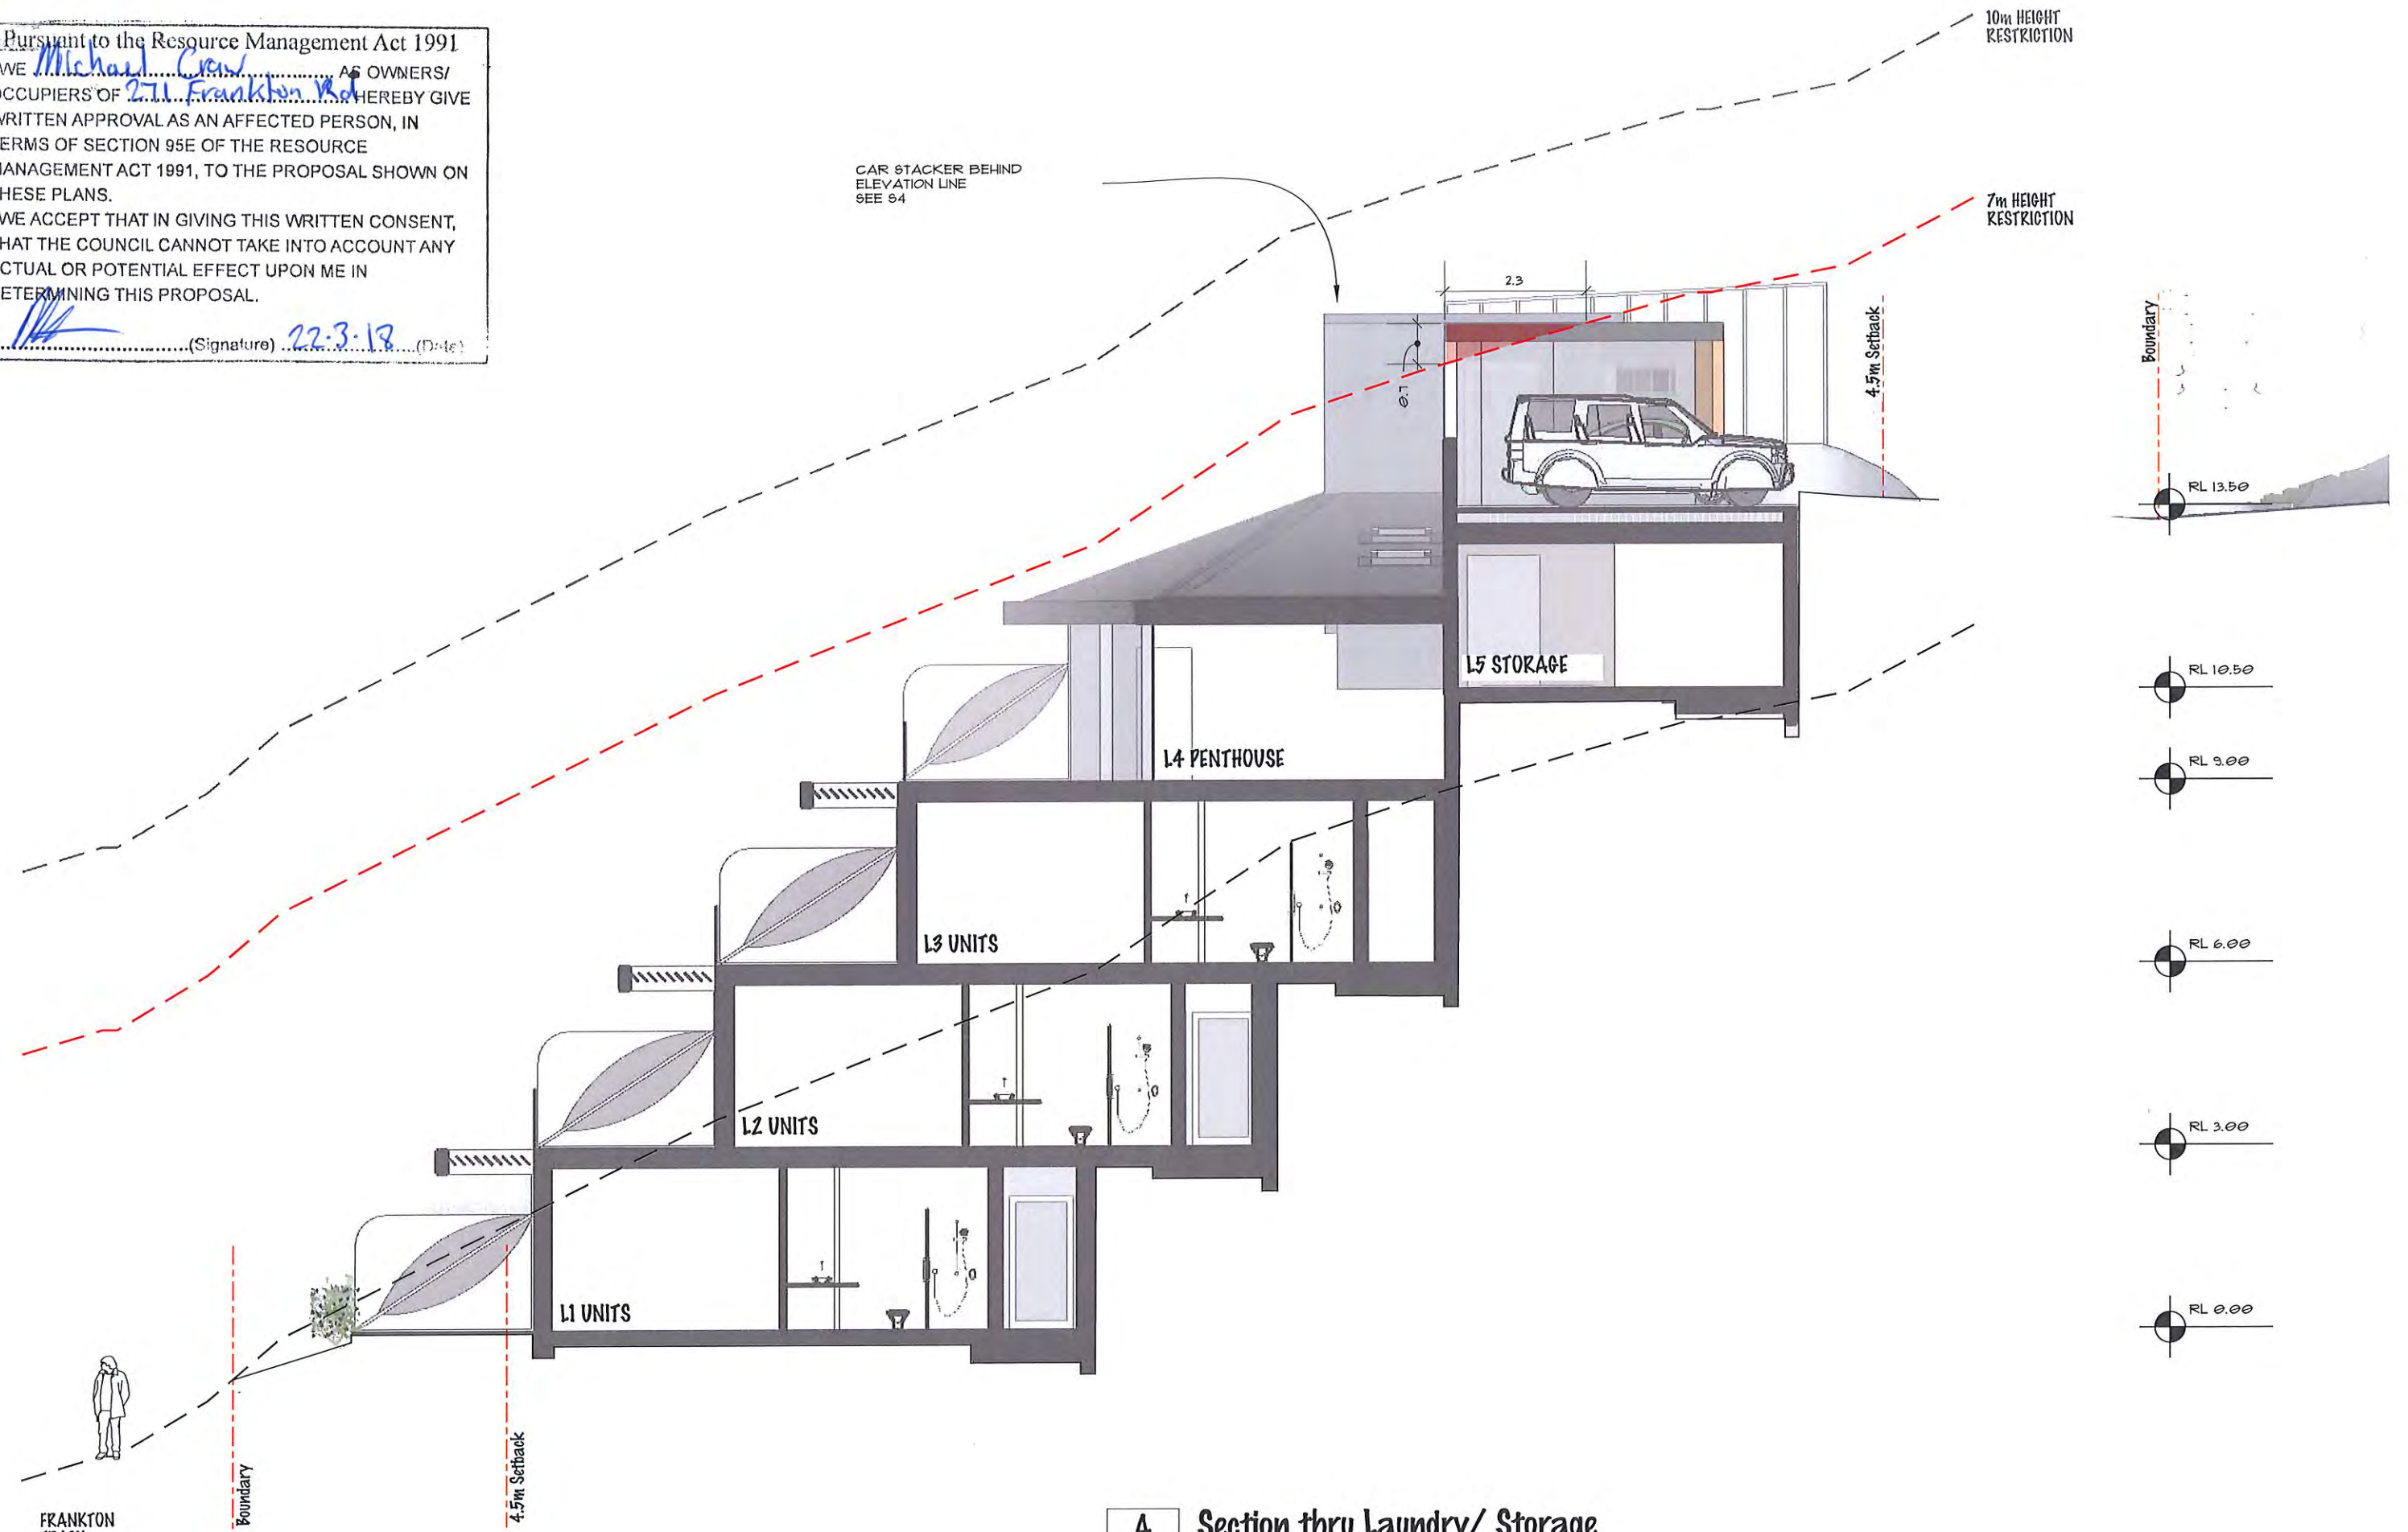 Pursuant to the Resource Management Act 1991
WE Michael Craw AS OWNERS/
OCCUPIERS OF 271 Frankton Rd HEREBY GIVE
WRITTEN APPROVAL AS AN AFFECTED PERSON, IN
TERMS OF SECTION 95E OF THE RESOURCE
MANAGEMENT ACT 1991, TO THE PROPOSAL SHOWN ON
THESE PLANS.
WE ACCEPT THAT IN GIVING THIS WRITTEN CONSENT,
THAT THE COUNCIL CANNOT TAKE INTO ACCOUNT ANY
ACTUAL OR POTENTIAL EFFECT UPON ME IN
DETERMINING THIS PROPOSAL.
(Signature) 22.3.18 (Date)
10m HEIGHT
RESTRICTION
CAR STACKER BEHIND
ELEVATION LINE
SEE S4
7m HEIGHT
RESTRICTION
2.3
0.7
4.5m Setback
Boundary
RL 13.50
L5 STORAGE
RL 10.50
L4 PENTHOUSE
RL 9.00
L3 UNITS
RL 6.00
L2 UNITS
RL 3.00
L1 UNITS
RL 0.00
Boundary
4.5m Setback
FRANKTON
4 Section thru Laundry/ Storage